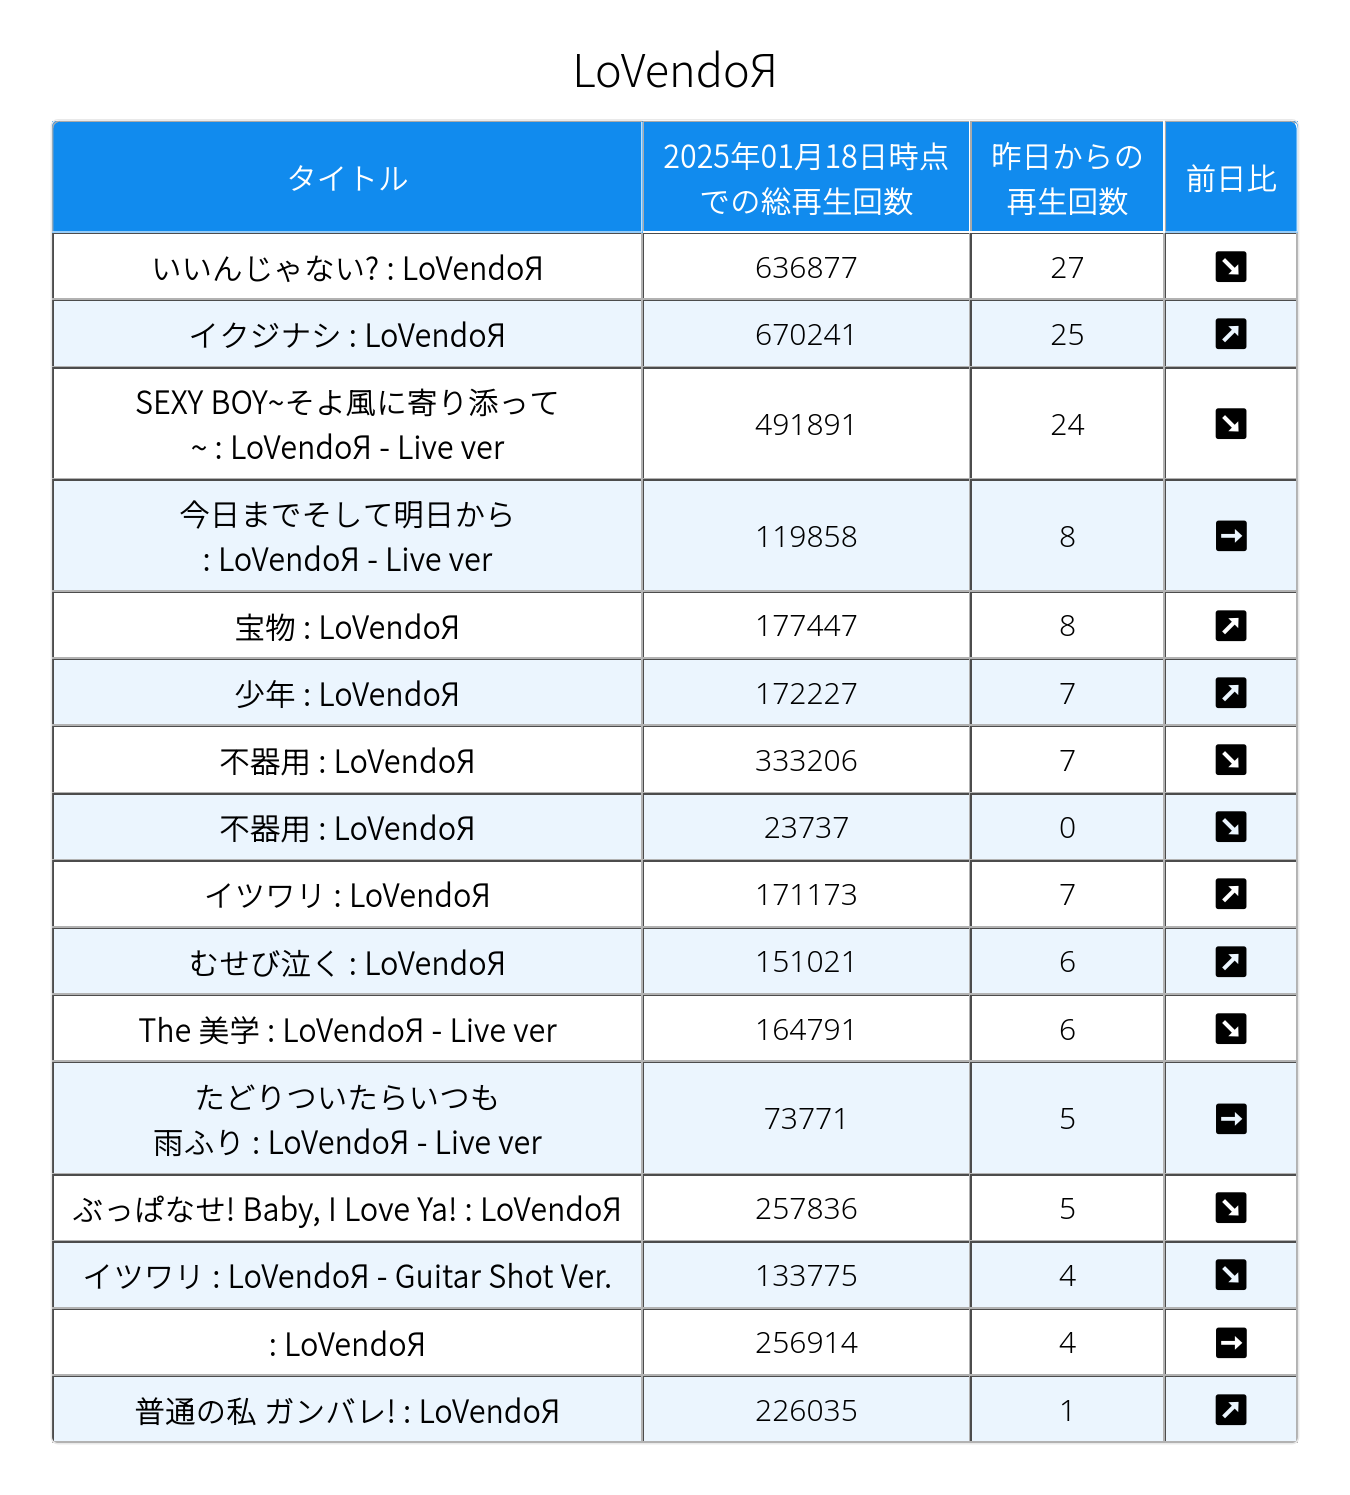 LoVendoЯ
タイトル
2025年01月18日時点
での総再生回数
昨日からの
再生回数
前日比
いいんじゃない? : LoVendoЯ 636877 27 ↘
イクジナシ : LoVendoЯ 670241 25 ↗
SEXY BOY~そよ風に寄り添って
~ : LoVendoЯ - Live ver 491891 24 ↘
今日までそして明日から
: LoVendoЯ - Live ver 119858 8 →
宝物 : LoVendoЯ 177447 8 ↗
少年 : LoVendoЯ 172227 7 ↗
不器用 : LoVendoЯ 333206 7 ↘
不器用 : LoVendoЯ 23737 0 ↘
イツワリ : LoVendoЯ 171173 7 ↗
むせび泣く : LoVendoЯ 151021 6 ↗
The 美学 : LoVendoЯ - Live ver 164791 6 ↘
たどりついたらいつも
雨ふり : LoVendoЯ - Live ver 73771 5 →
ぶっぱなせ! Baby, I Love Ya! : LoVendoЯ 257836 5 ↘
イツワリ : LoVendoЯ - Guitar Shot Ver. 133775 4 ↘
: LoVendoЯ 256914 4 →
普通の私 ガンバレ! : LoVendoЯ 226035 1 ↗